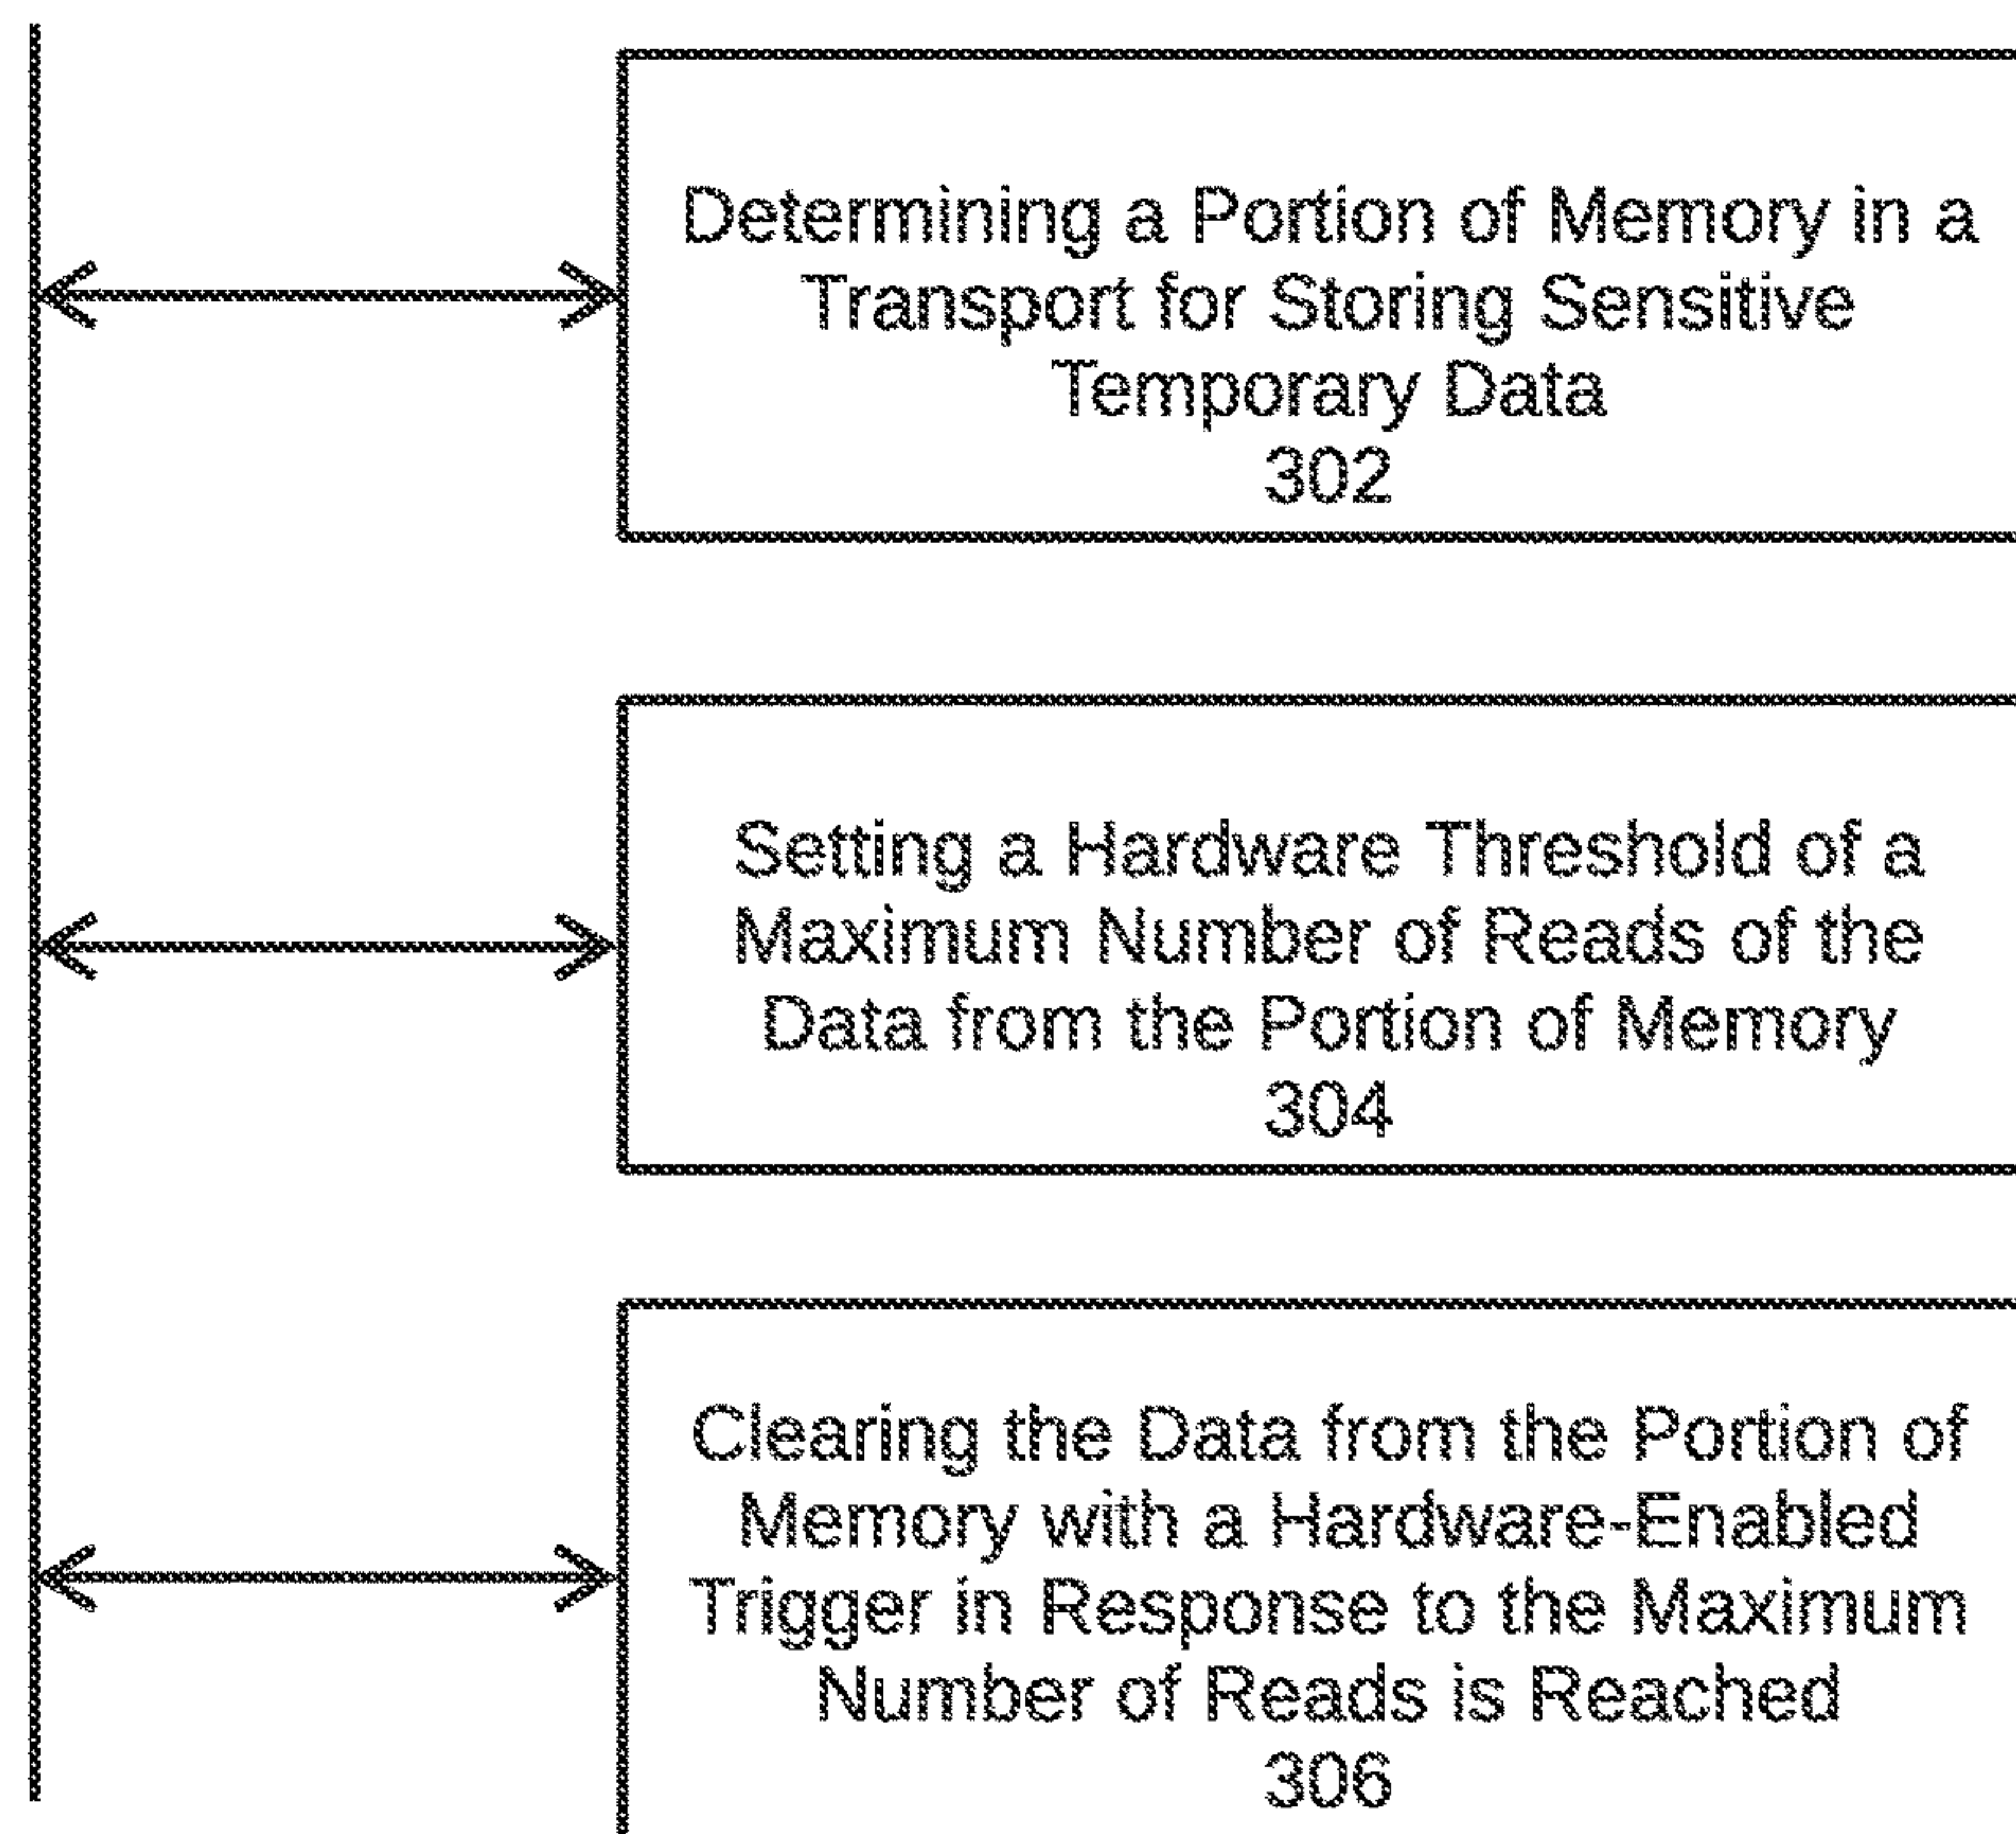 Determining a Portion of Memory in a
Transport for Storing Sensitive
Temporary Data
302
Setting a Hardware Threshold of a
Maximum Number of Reads of the
Data from the Portion of Memory
304
Clearing the Data from the Portion of
Memory with a Hardware-Enabled
Trigger in Response to the Maximum
Number of Reads is Reached
306